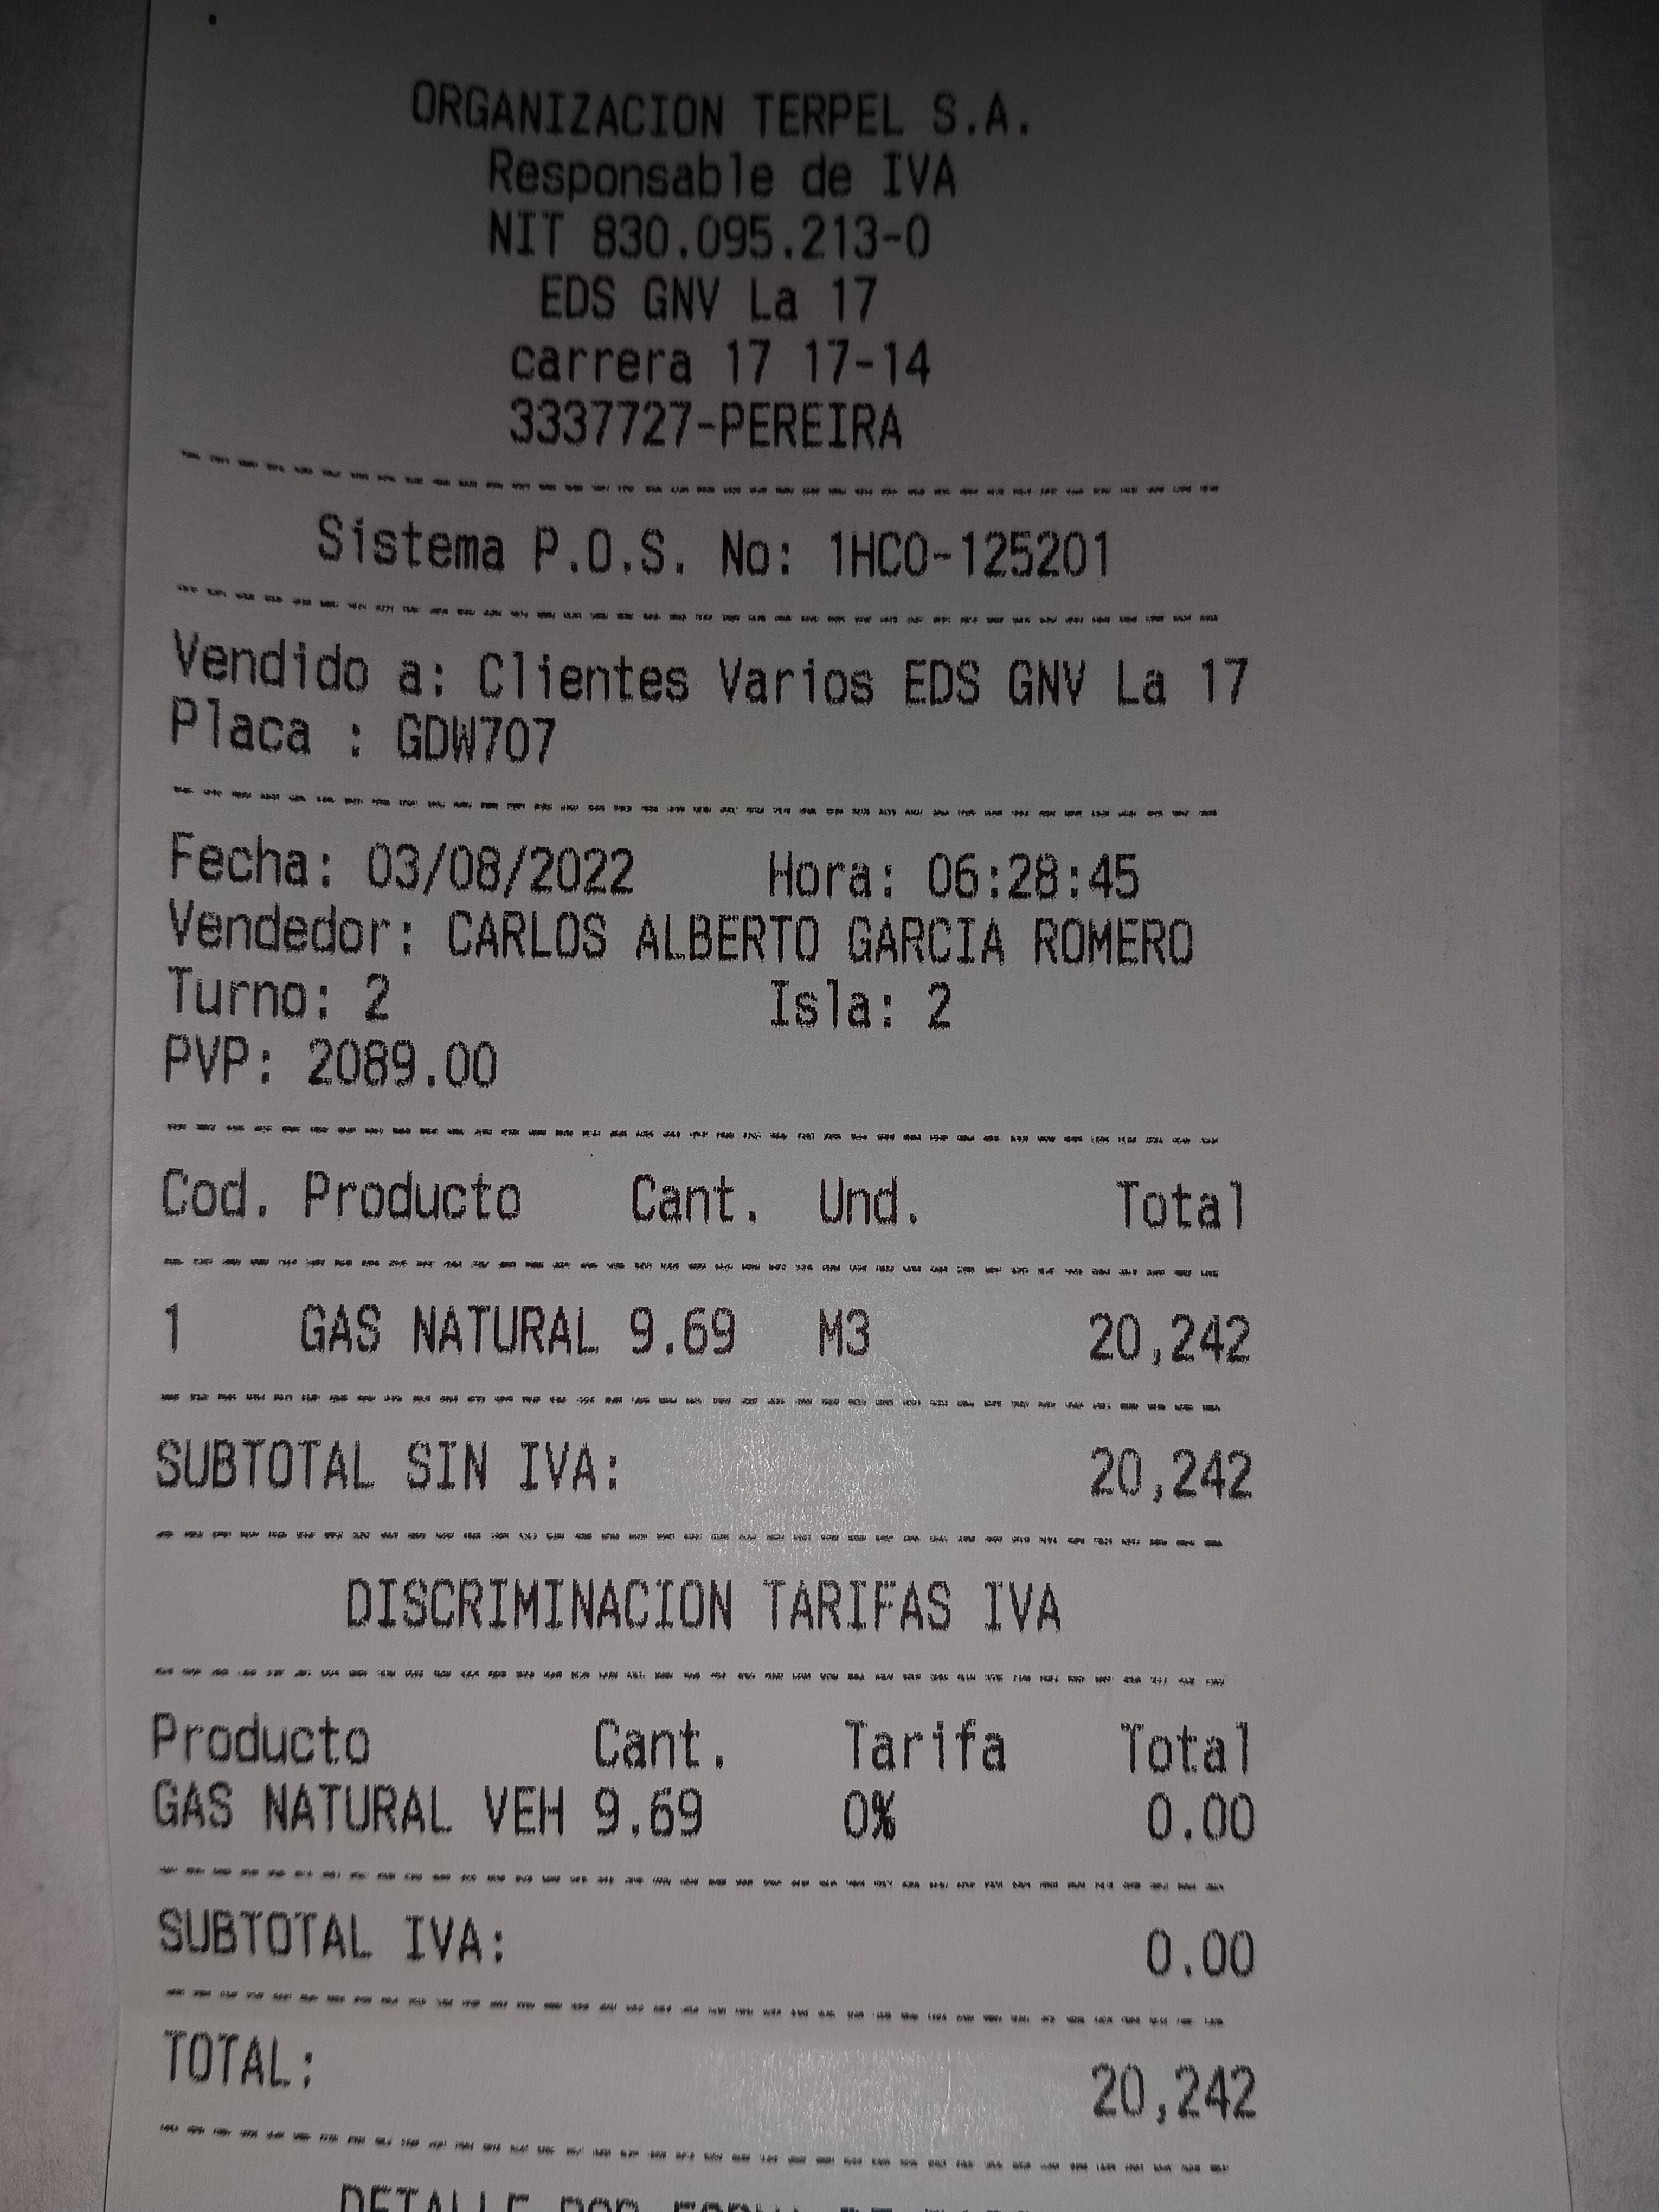 ORGANIZACION TERPEL S.A.
Responsable de IVA
NIT 830.095.213-0
EDS GNV La 17
carrera 17 17-14
3337727-PEREIRA
Sistema P.O.S. No: 1HCO-125201
Vendido a: Clientes Varios EDS GNV La 17
Placa : GDW707
Fecha: 03/08/2022 Hora: 06:28:45
Vendedor: CARLOS ALBERTO GARCIA ROMERO
Turno: 2 Isla: 2
PVP: 2089.00
Cod. Producto Cant. Und. Total
1 GAS NATURAL 9.69 M3 20,242
SUBTOTAL SIN IVA: 20,242
DISCRIMINACION TARIFAS IVA
Producto Cant. Tarifa Total
GAS NATURAL VEH 9.69 0% 0.00
SUBTOTAL IVA: 0.00
TOTAL: 20,242
DETALLE POR FORMA DE